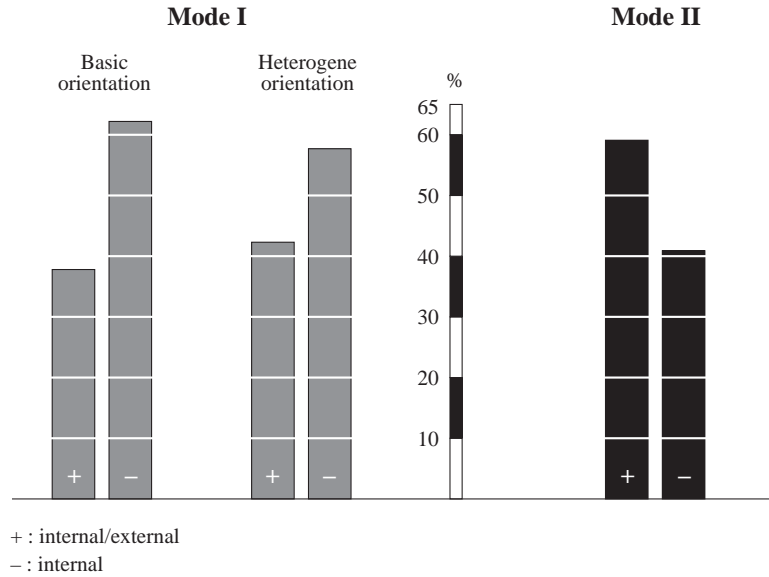 Mode I
Mode II
Basic
orientation
Heterogene
orientation
%
65
60
50
40
30
20
10
+
–
+
–
+
–
+ : internal/external
– : internal